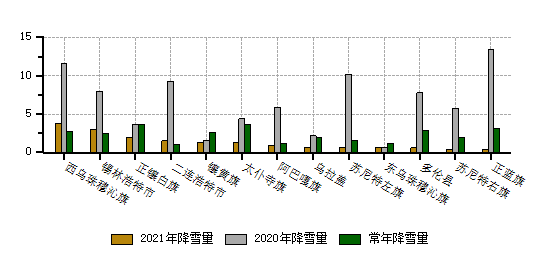 15
10
5
0
西乌珠穆沁旗
锡林浩特市
正镶白旗
二连浩特市
镶黄旗
太仆寺旗
阿巴嘎旗
乌拉盖
苏尼特左旗
东乌珠穆沁旗
多伦县
苏尼特右旗
正蓝旗
2021年降雪量 2020年降雪量 常年降雪量